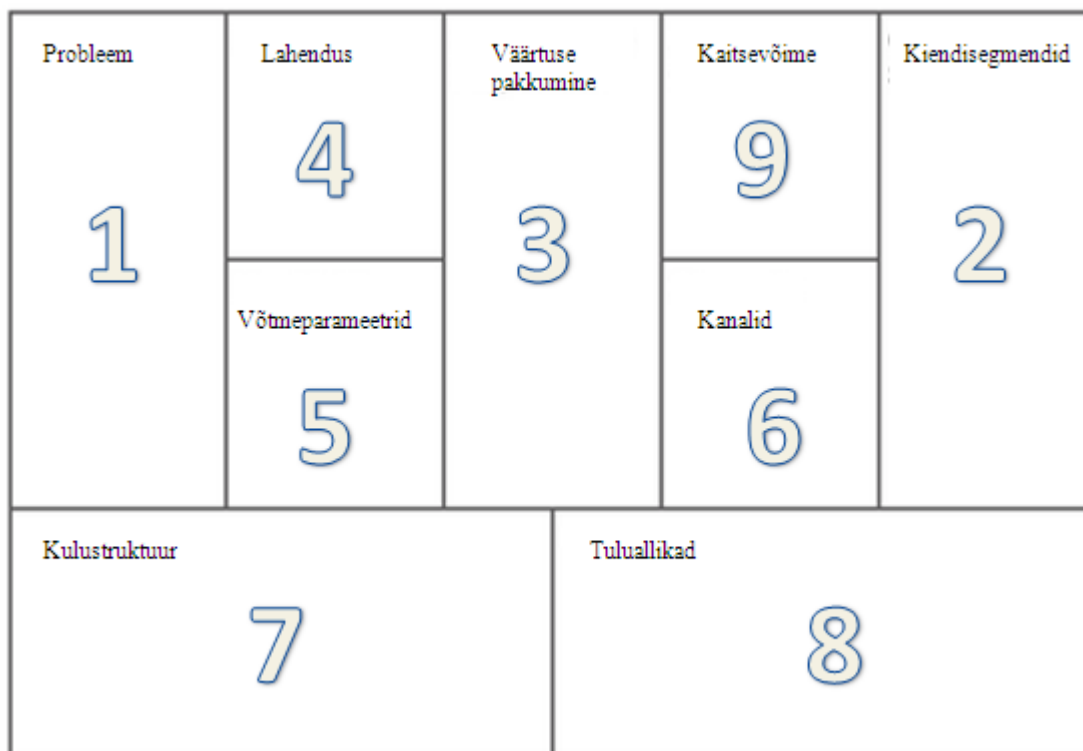 Probleem
1
Lahendus
4
Võtmeparameetrid
5
Väärtuse
pakkumine
3
Kaitsevõime
9
Kanalid
6
Kiendisegmendid
2
Kulustruktuur
7
Tuluallikad
8